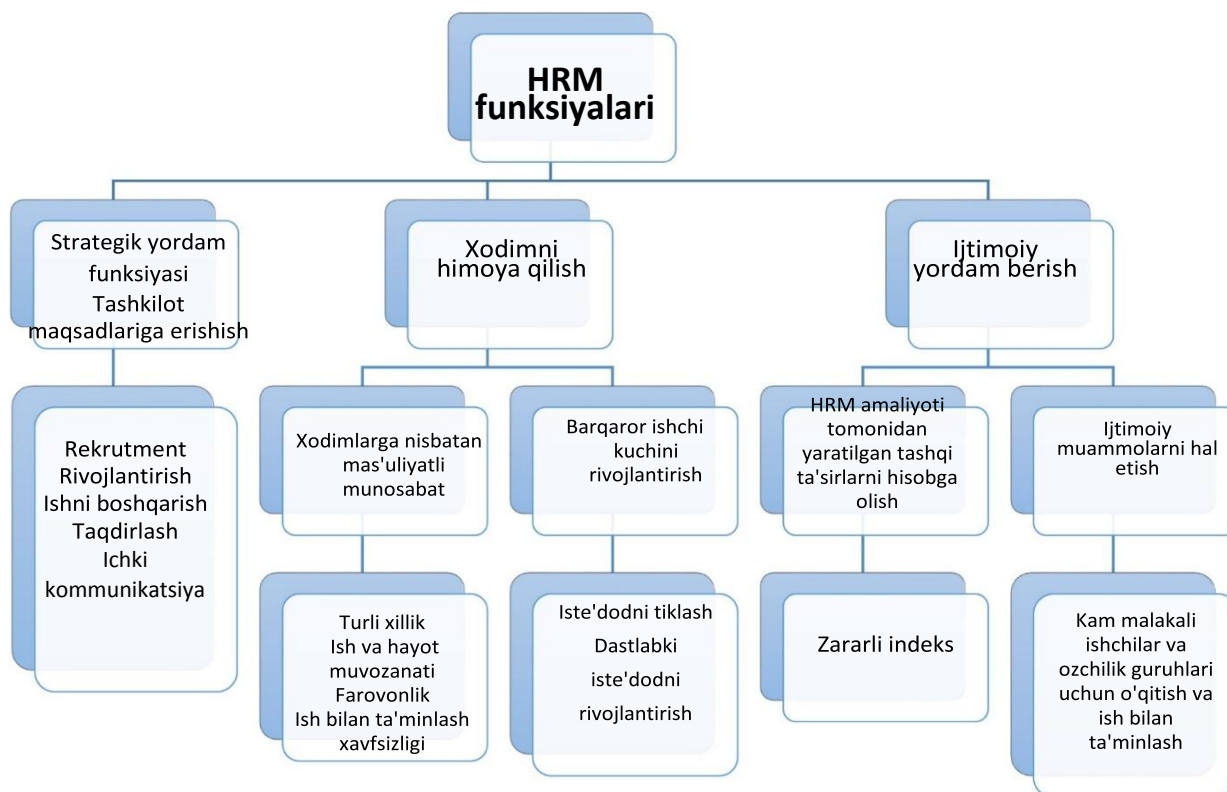 HRM
funksiyalari
Strategik yordam
funksiyasi
Tashkilot
maqsadlariga erishish
Xodimni
himoya qilish
Ijtimoiy
yordam berish
Rekrutment
Rivojlantirish
Ishni boshqarish
Taqdirlash
Ichki
kommunikatsiya
Xodimlarga nisbatan
mas'uliyatli
munosabat
Barqaror ishchi
kuchini
rivojlantirish
HRM amaliyoti
tomonidan
yaratilgan tashqi
ta'sirlarni hisobga
olish
Ijtimoiy
muammolarni hal
etish
Turli xillik
Ish va hayot
muvozanati
Farovonlik
Ish bilan ta'minlash
xavfsizligi
Iste'dodni tiklash
Dastlabki
iste'dodni
rivojlantirish
Zararli indeks
Kam malakali
ishchilar va
ozchilik guruhlari
uchun o'qitish va
ish bilan
ta'minlash